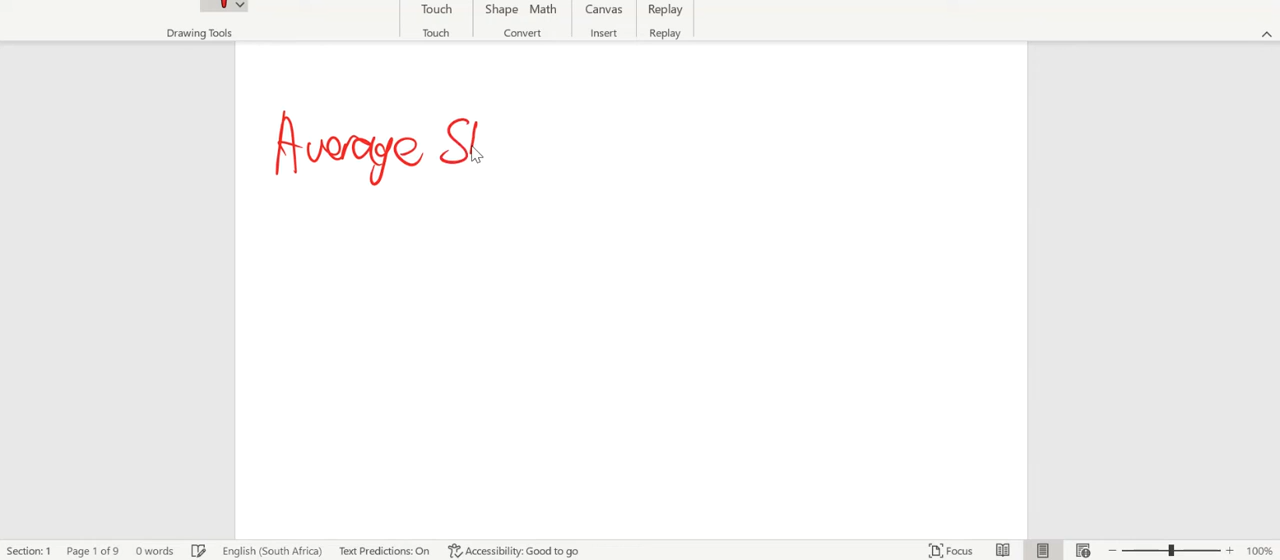 Touch Shape Math Canvas Replay
Drawing Tools Touch Convert Insert Replay
Average
Section: 1 Page 1 of 9 0 words English (South Africa) Text Predictions: On Accessibility: Good to go Focus 100%